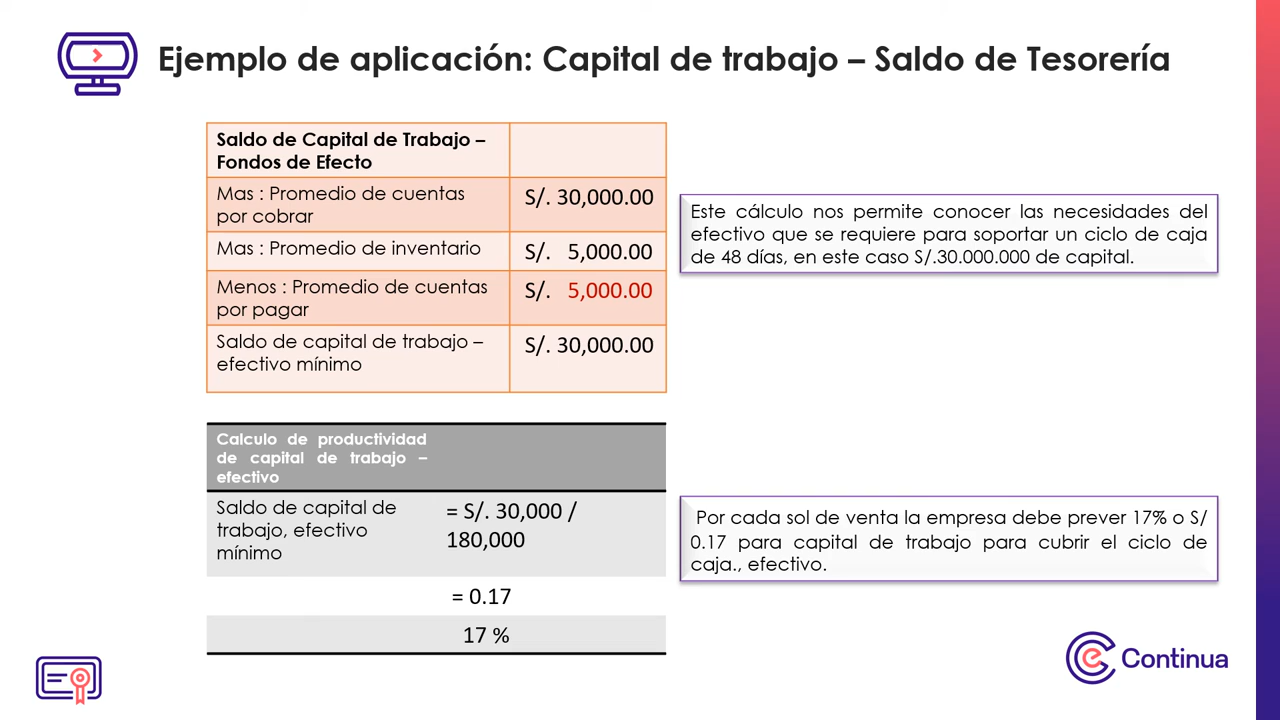 Ejemplo de aplicación: Capital de trabajo – Saldo de Tesorería
Saldo de Capital de Trabajo –
Fondos de Efecto
Mas : Promedio de cuentas
por cobrar
S/. 30,000.00
Mas : Promedio de inventario
S/. 5,000.00
Menos : Promedio de cuentas
por pagar
S/. 5,000.00
Saldo de capital de trabajo –
efectivo mínimo
S/. 30,000.00
Este cálculo nos permite conocer las necesidades del
efectivo que se requiere para soportar un ciclo de caja
de 48 días, en este caso S/.30.000.000 de capital.
Calculo de productividad
de capital de trabajo –
efectivo
Saldo de capital de
trabajo, efectivo
mínimo
= S/. 30,000 /
180,000
= 0.17
17 %
Por cada sol de venta la empresa debe prever 17% o S/
0.17 para capital de trabajo para cubrir el ciclo de
caja., efectivo.
Continua